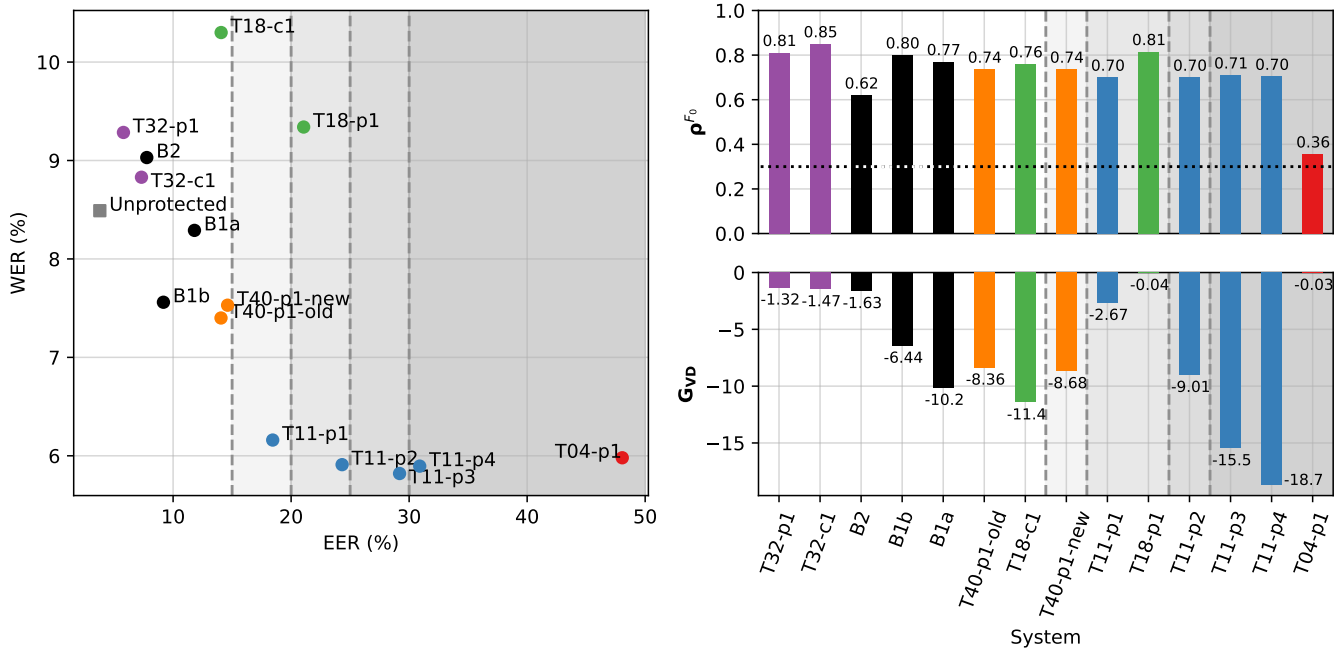 T18-c1
T32-p1
B2
T32-c1
Unprotected
B1a
B1b
T18-p1
T40-p1-new
T40-p1-old
T11-p1
T11-p2
T11-p4
T11-p3
T04-p1
10
9
8
7
6
WER (%)
10 20 30 40 50
EER (%)
1.0
0.8
0.6
0.4
0.2
0.0
ρ^F₀
0.81 0.85 0.62 0.80 0.77 0.74 0.76 0.74 0.70 0.81 0.70 0.71 0.70 0.36
0
−5
−10
−15
G_VD
-1.32 -1.47 -1.63 -6.44 -10.2 -8.36 -11.4 -8.68 -2.67 -0.04 -9.01 -15.5 -18.7 -0.03
T32-p1 T32-c1 B2 B1b B1a T40-p1-old T18-c1 T40-p1-new T11-p1 T18-p1 T11-p2 T11-p3 T11-p4 T04-p1
System